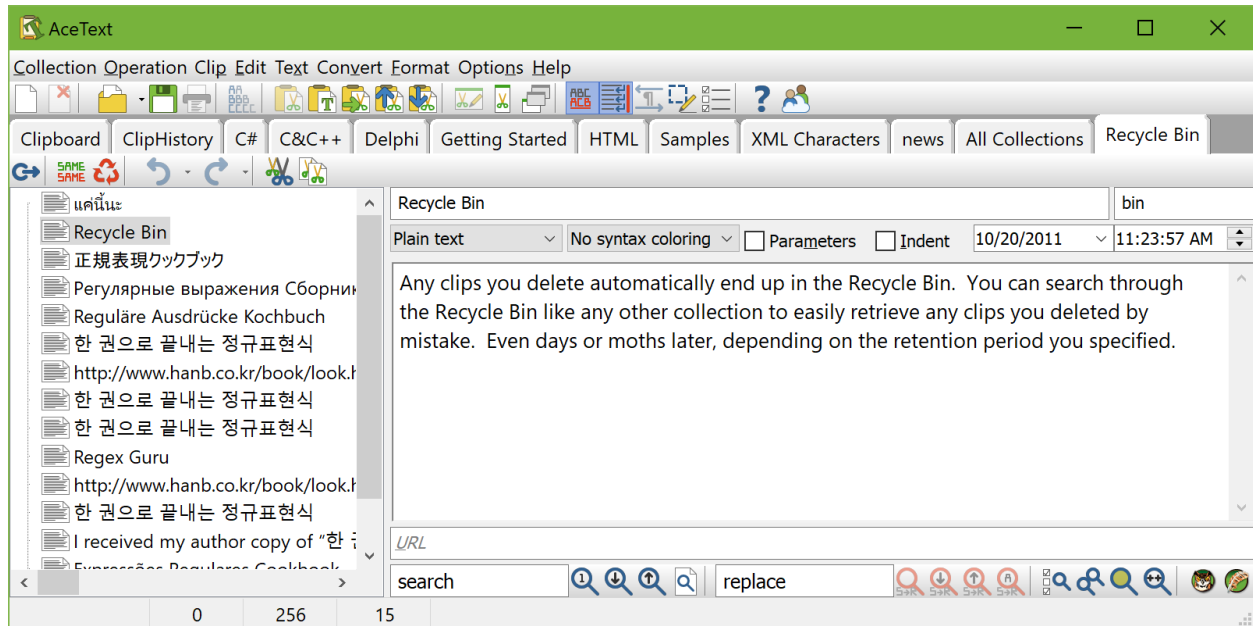 AceText
Collection Operation Clip Edit Text Convert Format Options Help
Clipboard ClipHistory C# C&C++ Delphi Getting Started HTML Samples XML Characters news All Collections Recycle Bin
SAME
SAME
แค่นี้นะ
Recycle Bin
正規表現クックブック
Регулярные выражения Сборник
Reguläre Ausdrücke Kochbuch
한 권으로 끝내는 정규표현식
http://www.hanb.co.kr/book/look.h
한 권으로 끝내는 정규표현식
한 권으로 끝내는 정규표현식
Regex Guru
http://www.hanb.co.kr/book/look.h
한 권으로 끝내는 정규표현식
I received my author copy of “한
Expressões Regulares Cookbook
Recycle Bin bin
Plain text No syntax coloring Parameters Indent 10/20/2011 11:23:57 AM
Any clips you delete automatically end up in the Recycle Bin. You can search through
the Recycle Bin like any other collection to easily retrieve any clips you deleted by
mistake. Even days or moths later, depending on the retention period you specified.
URL
search replace
0 256 15